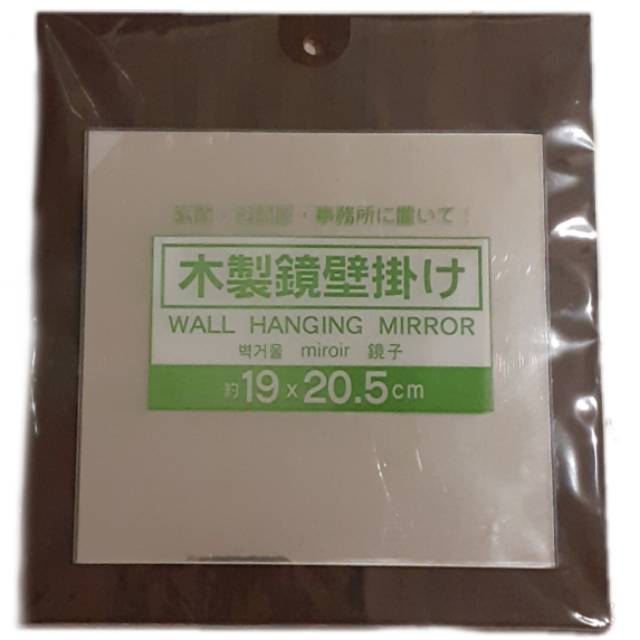 ・事務所に置いて!
木製鏡壁掛け
WALL HANGING MIRROR
벽거울 miroir 鏡子
約19x20.5cm